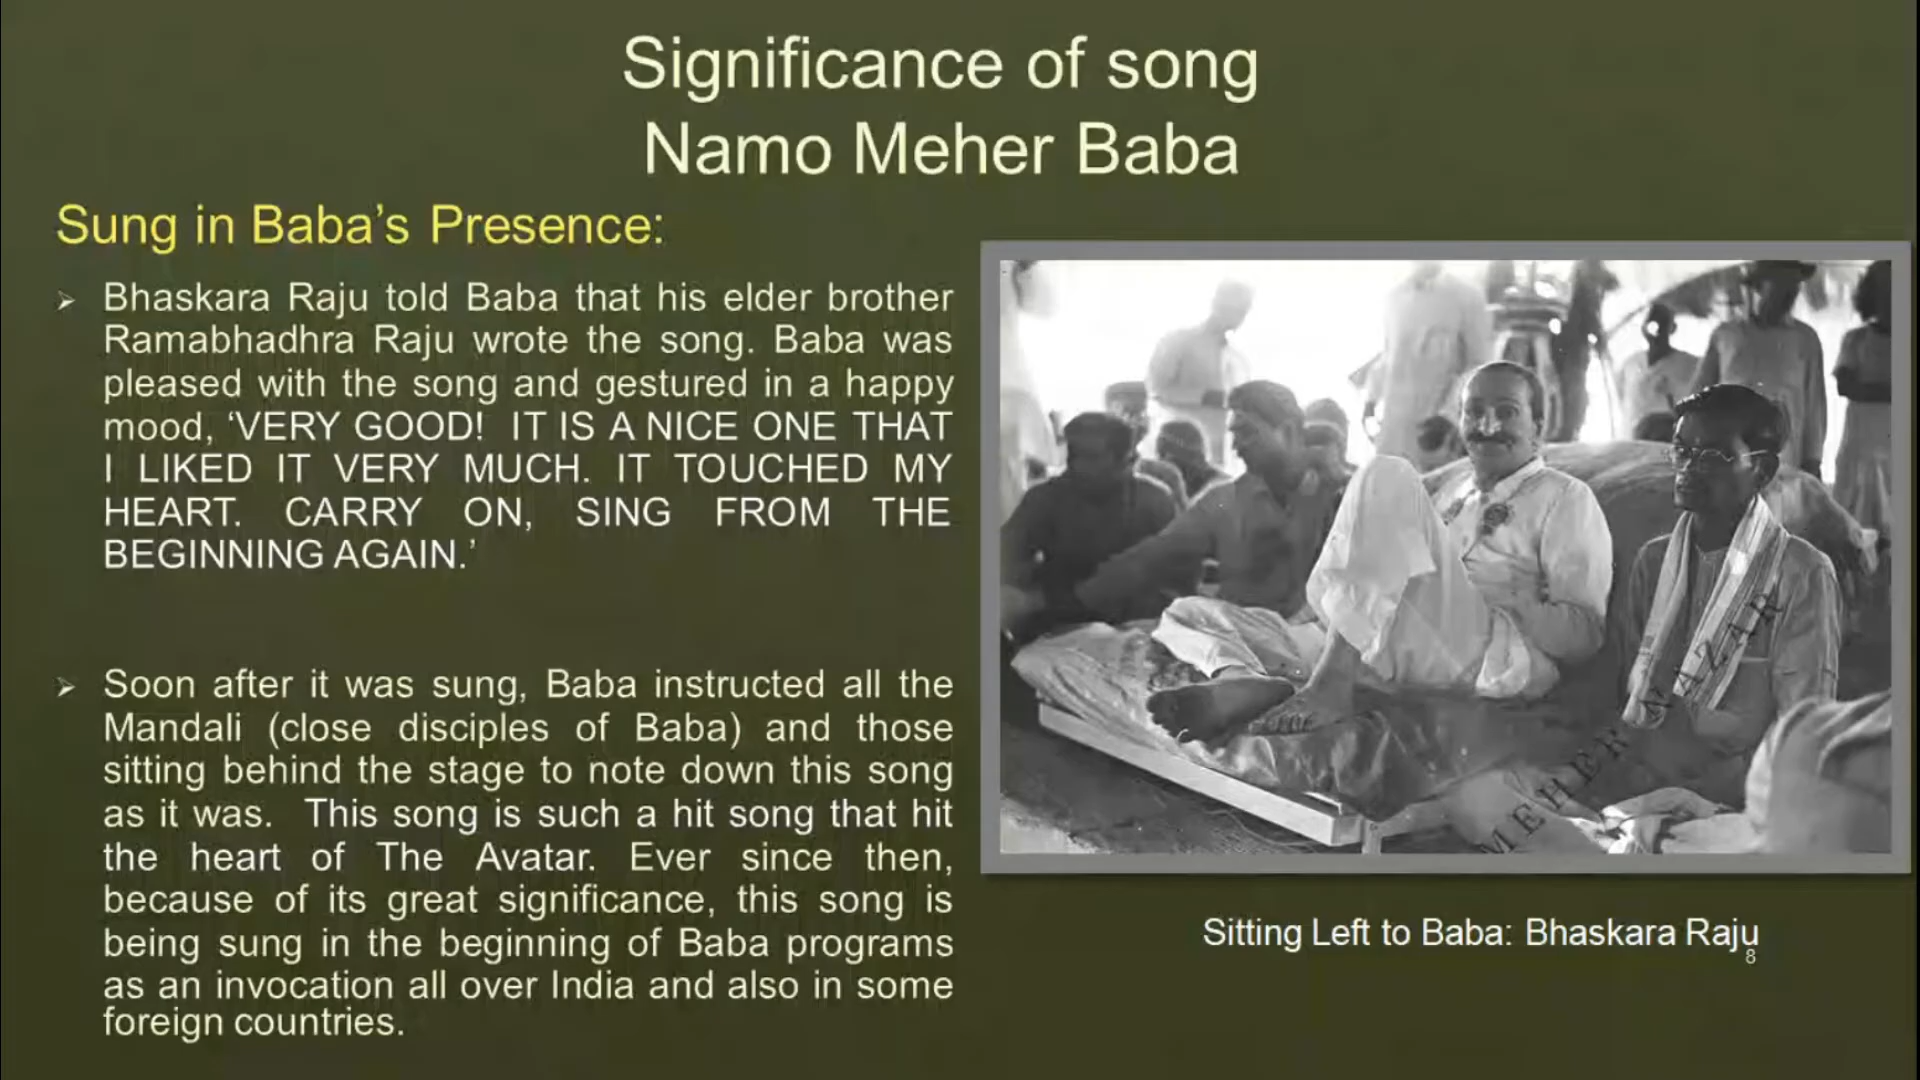 Significance of song
Namo Meher Baba
Sung in Baba’s Presence:
➢ Bhaskara Raju told Baba that his elder brother
Ramabhadhra Raju wrote the song. Baba was
pleased with the song and gestured in a happy
mood, ‘VERY GOOD! IT IS A NICE ONE THAT
I LIKED IT VERY MUCH. IT TOUCHED MY
HEART. CARRY ON, SING FROM THE
BEGINNING AGAIN.’
➢ Soon after it was sung, Baba instructed all the
Mandali (close disciples of Baba) and those
sitting behind the stage to note down this song
as it was. This song is such a hit song that hit
the heart of The Avatar. Ever since then,
because of its great significance, this song is
being sung in the beginning of Baba programs
as an invocation all over India and also in some
foreign countries.
MEHER NAZAR
Sitting Left to Baba: Bhaskara Raju
8